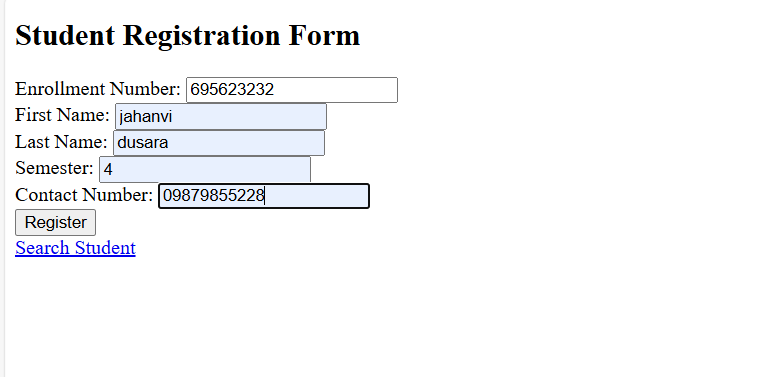 Student Registration Form
Enrollment Number: 695623232
First Name: jahanvi
Last Name: dusara
Semester: 4
Contact Number: 09879855228
Register
Search Student